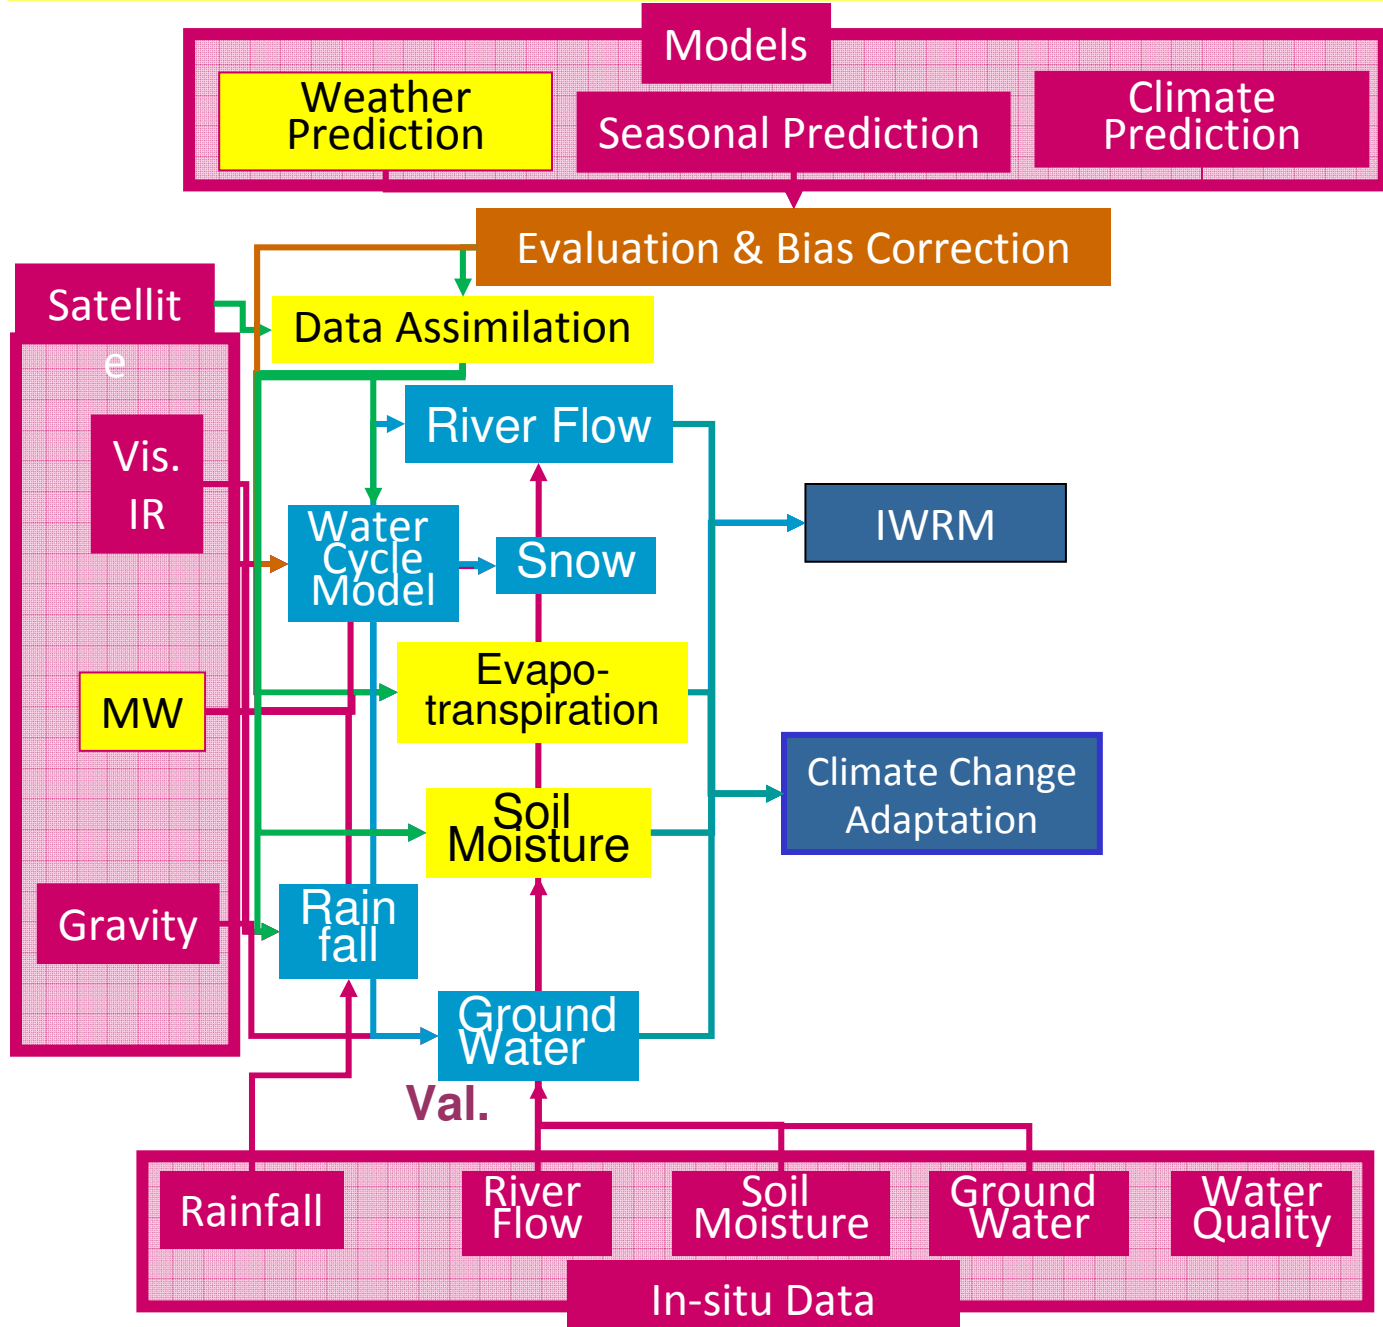 Models
Weather
Prediction
Seasonal Prediction
Climate
Prediction
Evaluation & Bias Correction
Satellit
e
Data Assimilation
Vis.
IR
River Flow
Water
Cycle
Model
Snow
IWRM
MW
Evapo-
transpiration
Climate Change
Adaptation
Soil
Moisture
Gravity
Rain
fall
Ground
Water
Val.
Rainfall
River
Flow
Soil
Moisture
Ground
Water
Water
Quality
In-situ Data